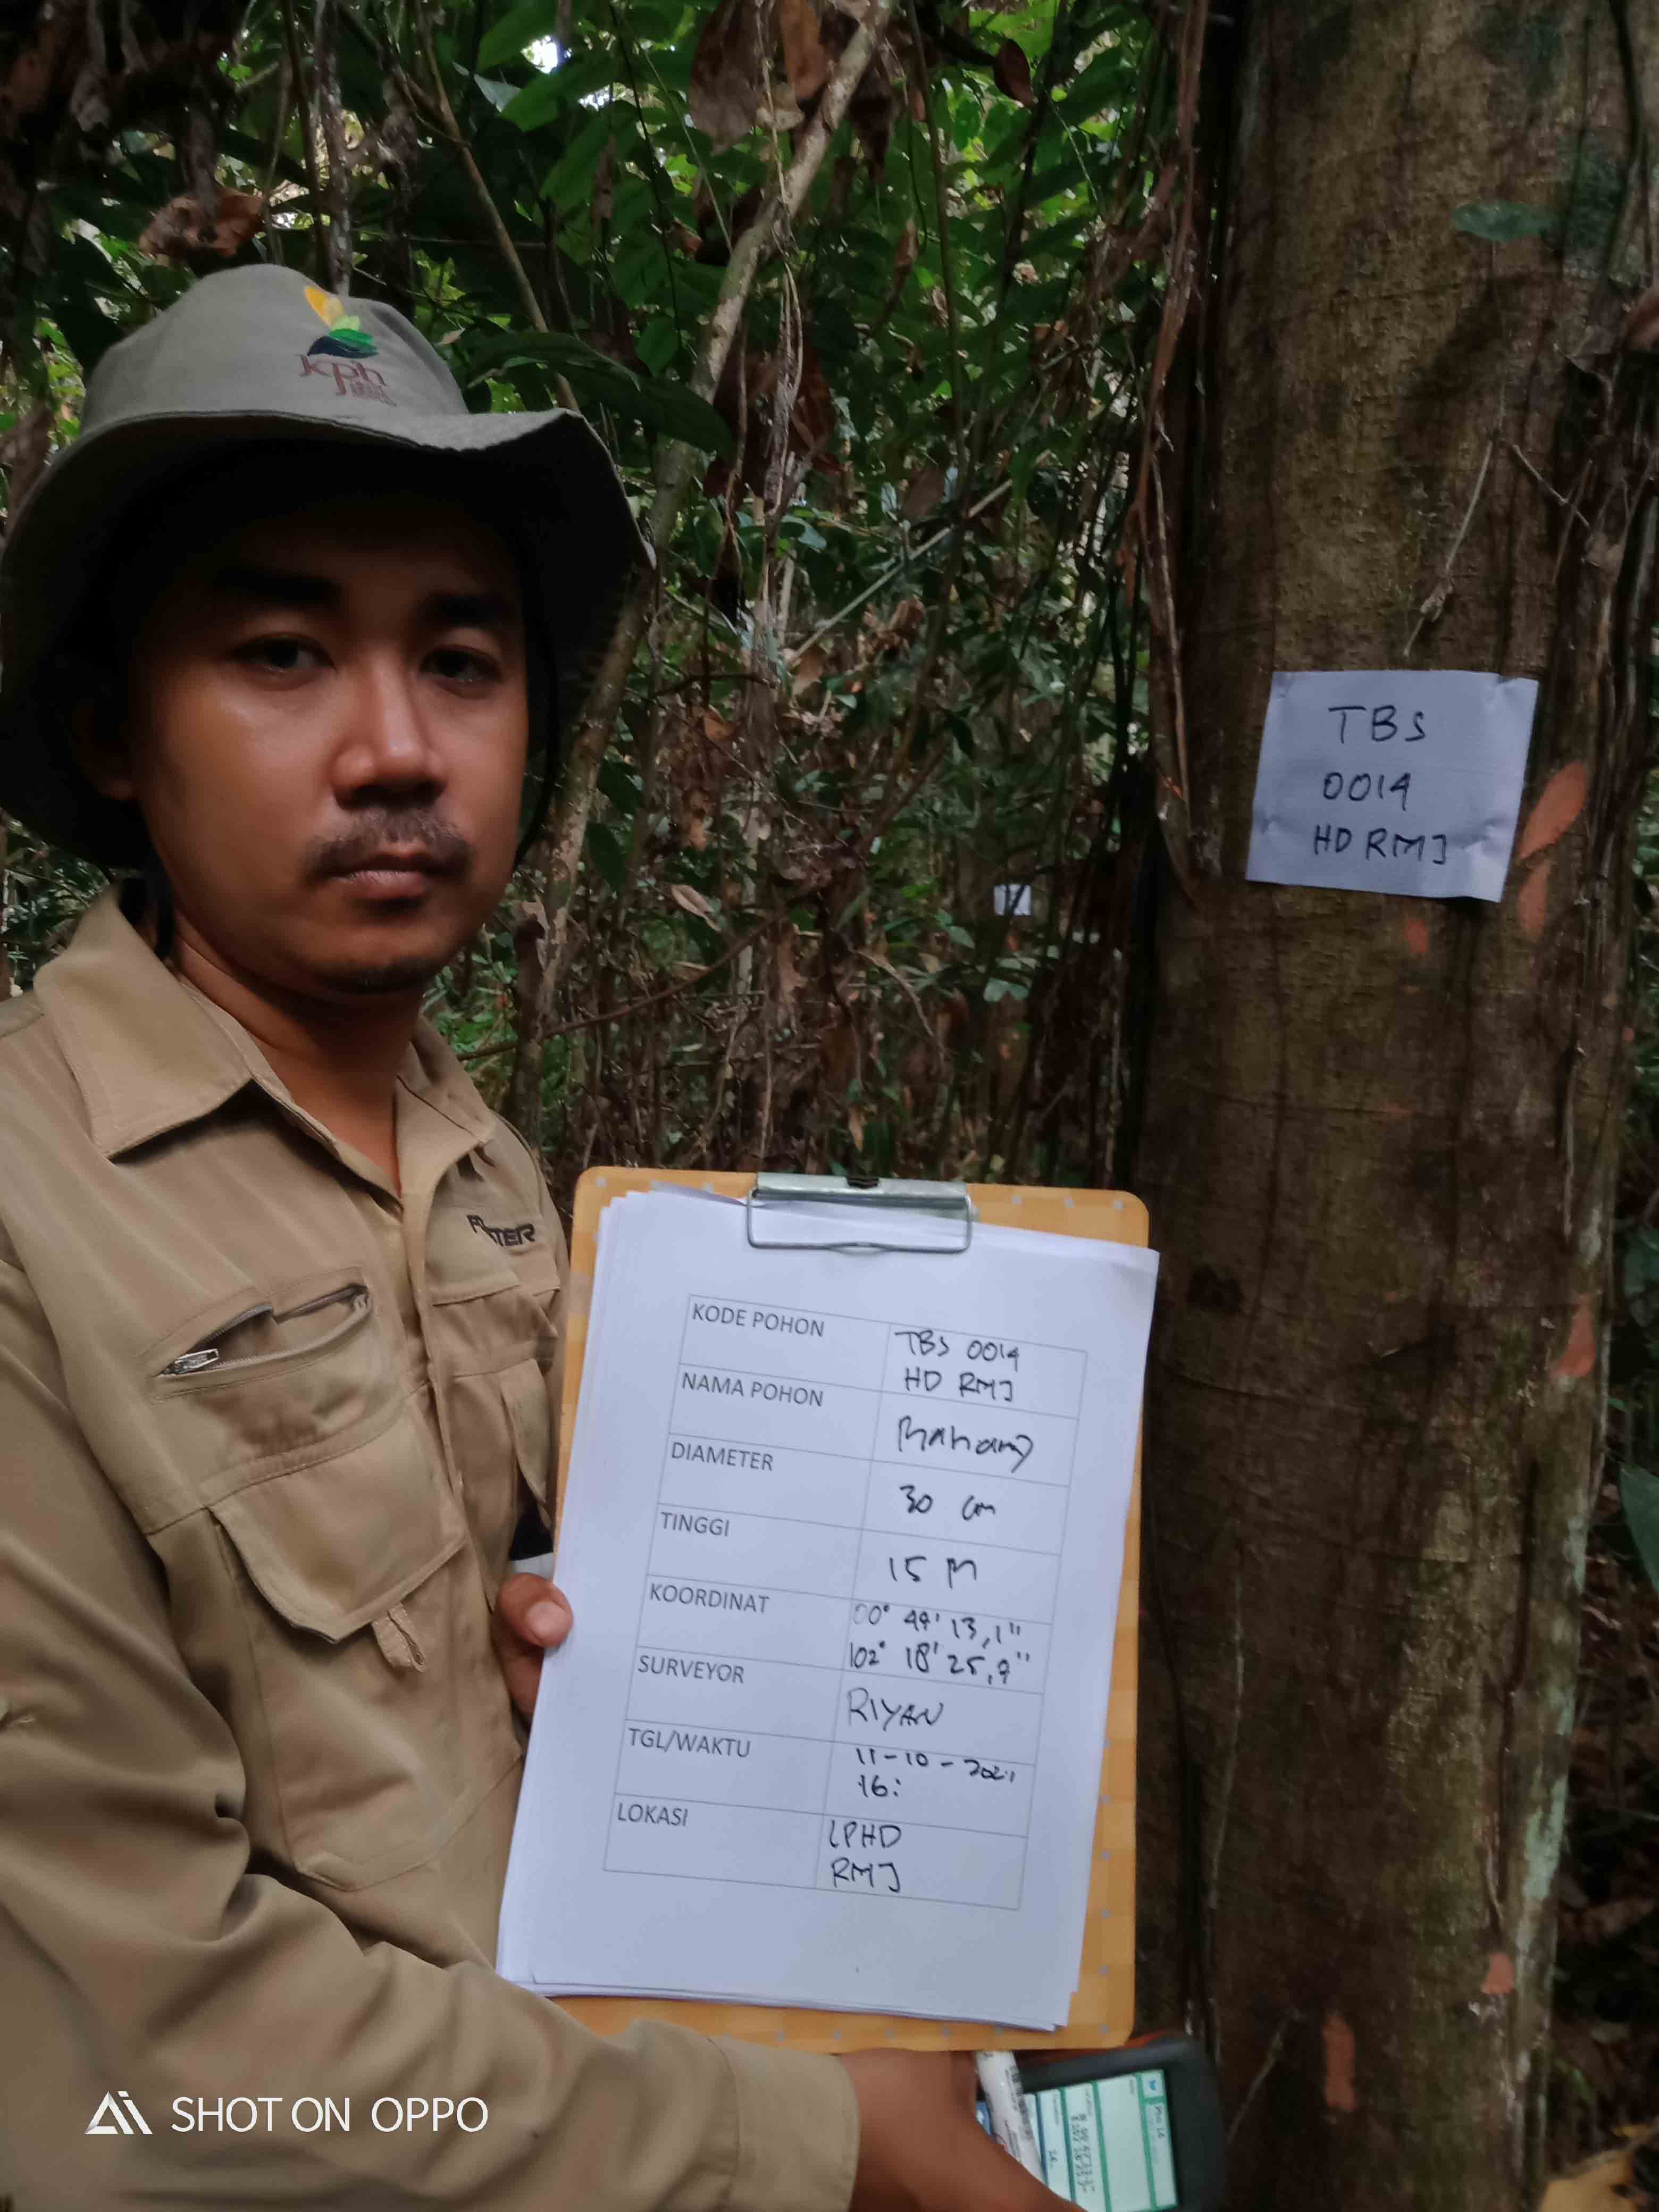 kph
TBS
0014
HD RMJ
KODE POHON TBS 0014
HD RMJ
NAMA POHON Mahang
DIAMETER 30 cm
TINGGI 15 M
KOORDINAT 00° 44' 13,1"
102° 18' 25,9"
SURVEYOR RIYAN
TGL/WAKTU 11-10-2021
16:
LOKASI LPHD
RMJ
SHOT ON OPPO